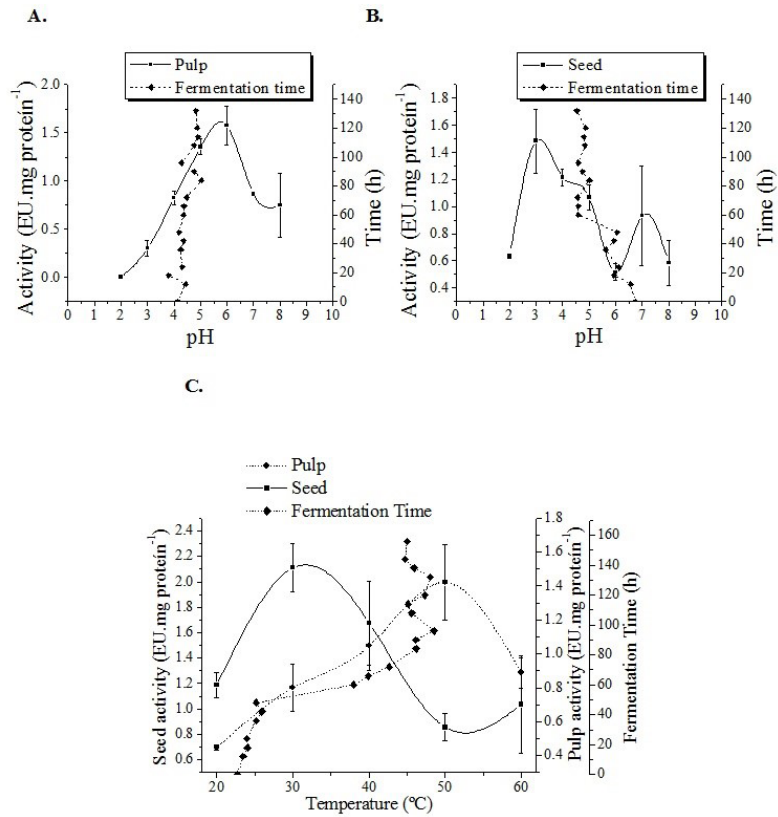 A.
Pulp
Fermentation time
Activity (EU.mg protein-1)
2.0
1.5
1.0
0.5
0.0
140
120
100
80
60
40
20
0
Time (h)
0 1 2 3 4 5 6 7 8 9 10
pH
B.
Seed
Fermentation time
Activity (EU.mg protein-1)
1.8
1.6
1.4
1.2
1.0
0.8
0.6
0.4
140
120
100
80
60
40
20
0
Time (h)
0 1 2 3 4 5 6 7 8 9 10
pH
C.
Pulp
Seed
Fermentation Time
Seed activity (EU.mg protein-1)
2.4
2.2
2.0
1.8
1.6
1.4
1.2
1.0
0.8
0.6
1.8
1.6
1.4
1.2
1.0
0.8
0.6
0.4
Pulp activity (EU.mg protein-1)
160
140
120
100
80
60
40
20
0
Fermentation Time (h)
20 30 40 50 60
Temperature (ºC)